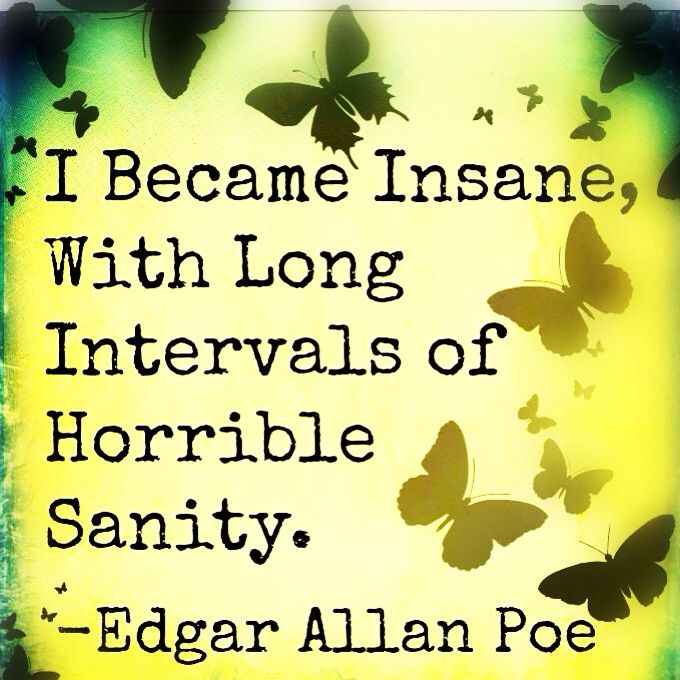 I Became Insane,
With Long
Intervals of
Horrible
Sanity.
-Edgar Allan Poe